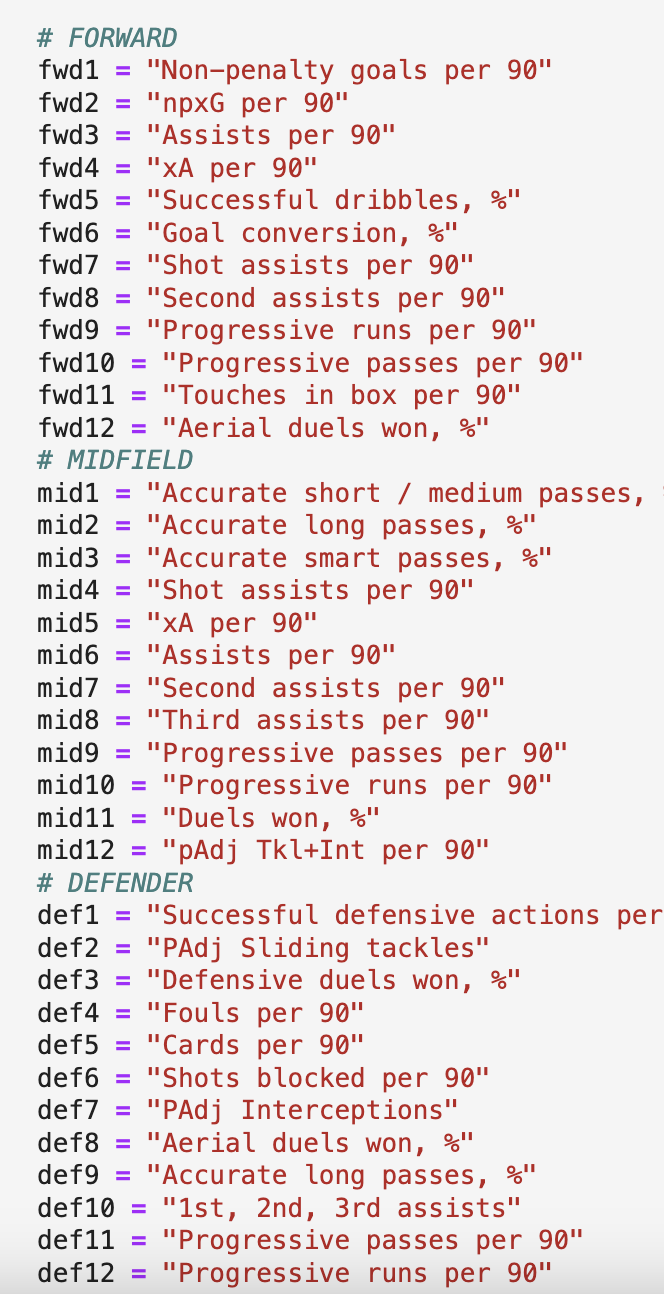 # FORWARD
fwd1 = "Non-penalty goals per 90"
fwd2 = "npxG per 90"
fwd3 = "Assists per 90"
fwd4 = "xA per 90"
fwd5 = "Successful dribbles, %"
fwd6 = "Goal conversion, %"
fwd7 = "Shot assists per 90"
fwd8 = "Second assists per 90"
fwd9 = "Progressive runs per 90"
fwd10 = "Progressive passes per 90"
fwd11 = "Touches in box per 90"
fwd12 = "Aerial duels won, %"
# MIDFIELD
mid1 = "Accurate short / medium passes,
mid2 = "Accurate long passes, %"
mid3 = "Accurate smart passes, %"
mid4 = "Shot assists per 90"
mid5 = "xA per 90"
mid6 = "Assists per 90"
mid7 = "Second assists per 90"
mid8 = "Third assists per 90"
mid9 = "Progressive passes per 90"
mid10 = "Progressive runs per 90"
mid11 = "Duels won, %"
mid12 = "pAdj Tkl+Int per 90"
# DEFENDER
def1 = "Successful defensive actions per
def2 = "PAdj Sliding tackles"
def3 = "Defensive duels won, %"
def4 = "Fouls per 90"
def5 = "Cards per 90"
def6 = "Shots blocked per 90"
def7 = "PAdj Interceptions"
def8 = "Aerial duels won, %"
def9 = "Accurate long passes, %"
def10 = "1st, 2nd, 3rd assists"
def11 = "Progressive passes per 90"
def12 = "Progressive runs per 90"